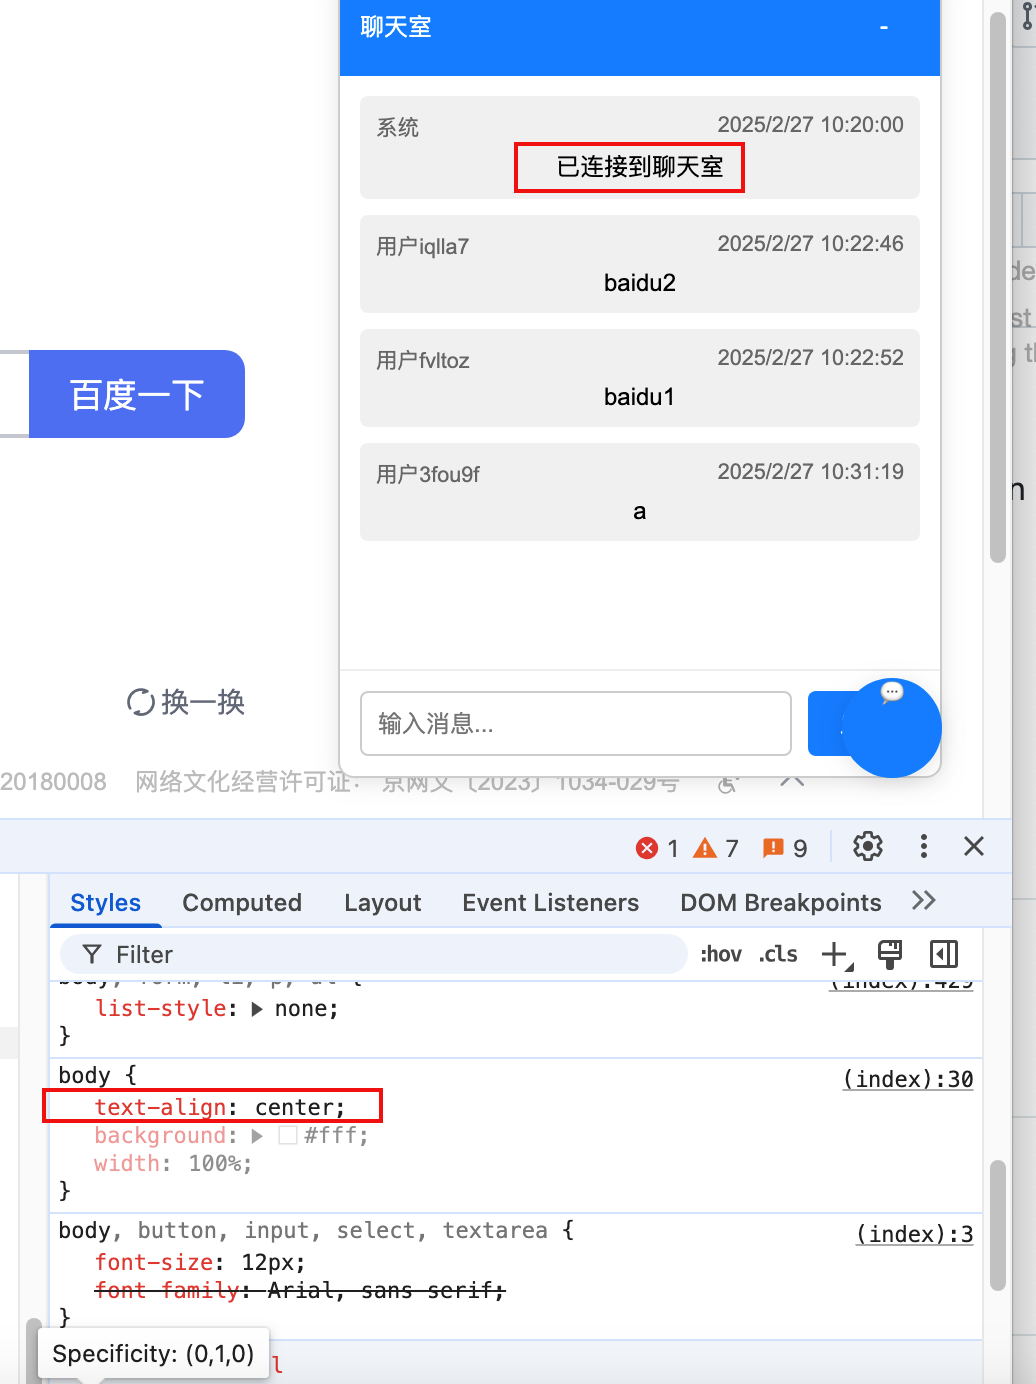 聊天室
-
系统
2025/2/27 10:20:00
已连接到聊天室
用户iqlla7
2025/2/27 10:22:46
baidu2
用户fvltoz
2025/2/27 10:22:52
baidu1
百度一下
用户3fou9f
2025/2/27 10:31:19
a
换一换
输入消息...
20180008 网络文化经营许可证: 京网文〔2023〕1034-029号
1 7 9
Styles Computed Layout Event Listeners DOM Breakpoints
Filter
:hov .cls
(index):429
list-style: none;
}
body {
(index):30
text-align: center;
background: #fff;
width: 100%;
}
body, button, input, select, textarea {
(index):3
font-size: 12px;
font-family: Arial, sans serif;
}
Specificity: (0,1,0)